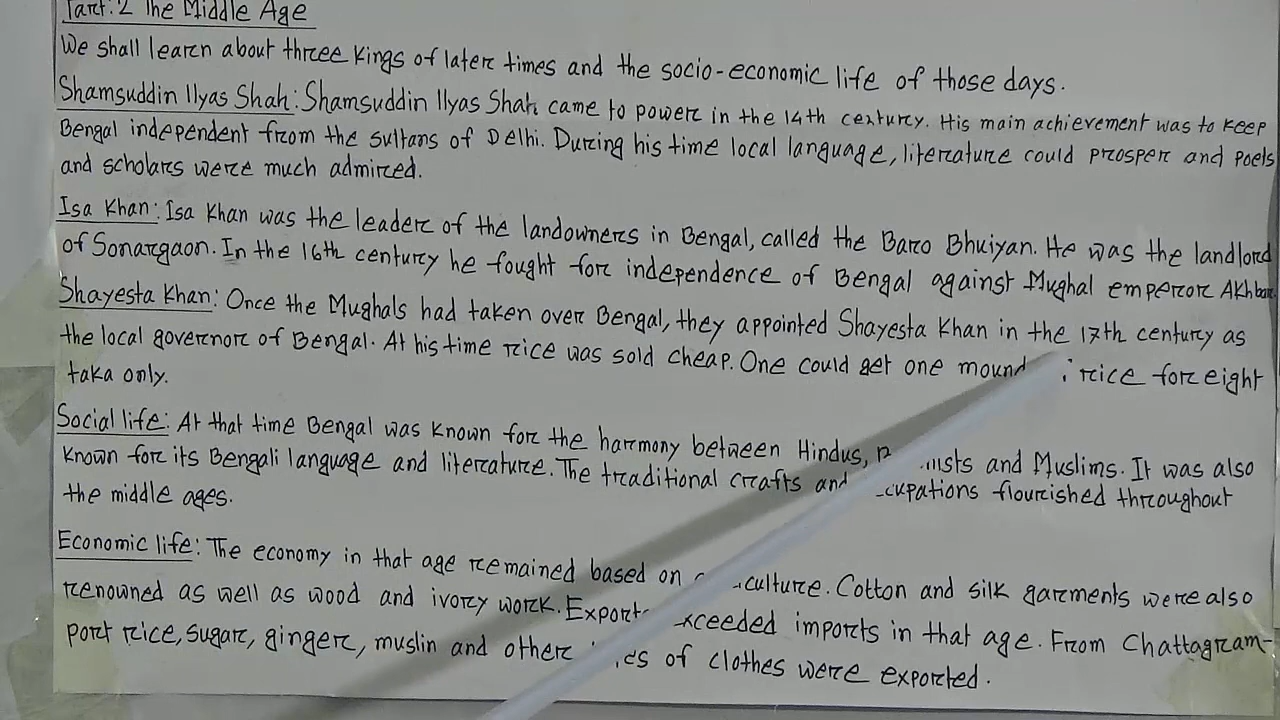 Part: 2 The Middle Age
We shall learn about three kings of later times and the socio-economic life of those days.
Shamsuddin Ilyas Shah: Shamsuddin Ilyas Shah came to power in the 14th century. His main achievement was to keep
Bengal independent from the sultans of Delhi. During his time local language, literature could prosper and poets
and scholars were much admired.
Isa Khan: Isa Khan was the leader of the landowners in Bengal, called the Baro Bhuiyan. He was the landlord
of Sonargaon. In the 16th century he fought for independence of Bengal against Mughal emperor Akhbar
Shayesta Khan: Once the Mughals had taken over Bengal, they appointed Shayesta Khan in the 17th century as
the local governor of Bengal. At his time rice was sold cheap. One could get one mound rice for eight
taka only.
Social life: At that time Bengal was known for the harmony between Hindus, and Muslims. It was also
known for its Bengali language and literature. The traditional crafts and flourished throughout
the middle ages.
Economic life: The economy in that age remained based on Cotton and silk garments were also
renowned as well as wood and ivory work. imports in that age. From Chattagram-
port rice, sugar, ginger, muslin and other of clothes were exported.